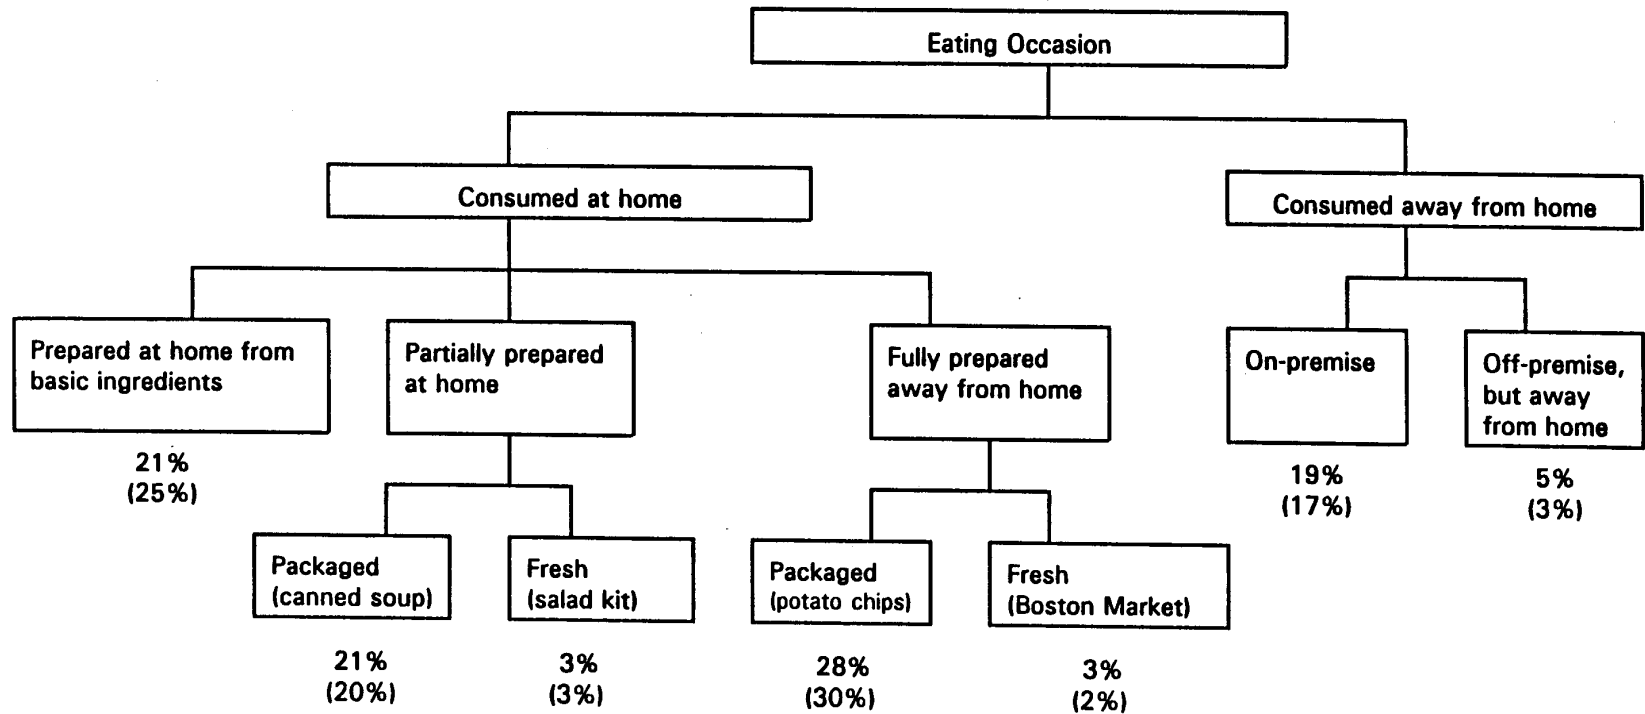 Eating Occasion
Consumed at home
Consumed away from home
Prepared at home from
basic ingredients
21%
(25%)
Partially prepared
at home
Fully prepared
away from home
On-premise
19%
(17%)
Off-premise,
but away
from home
5%
(3%)
Packaged
(canned soup)
21%
(20%)
Fresh
(salad kit)
3%
(3%)
Packaged
(potato chips)
28%
(30%)
Fresh
(Boston Market)
3%
(2%)